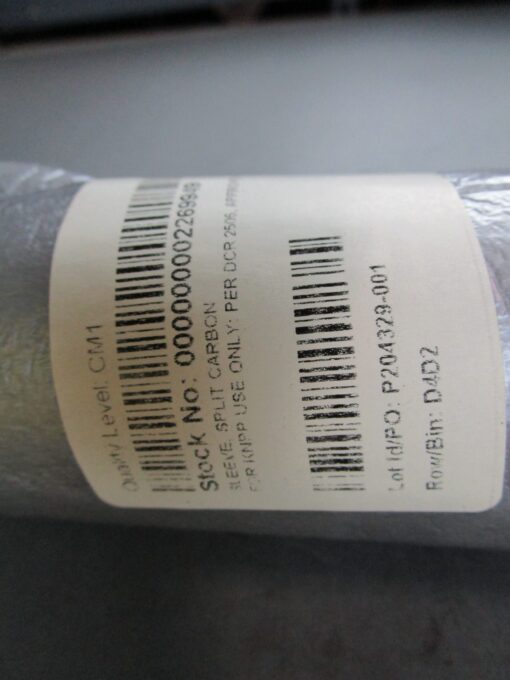 Quality Level: CM1
Stock No: 000000000002269949
SLEEVE, SPLIT CARBON
FOR KNPP USE ONLY: PER DCR 2506,
Lot Id/PO: P204329-001
Row/Bin: D4D2